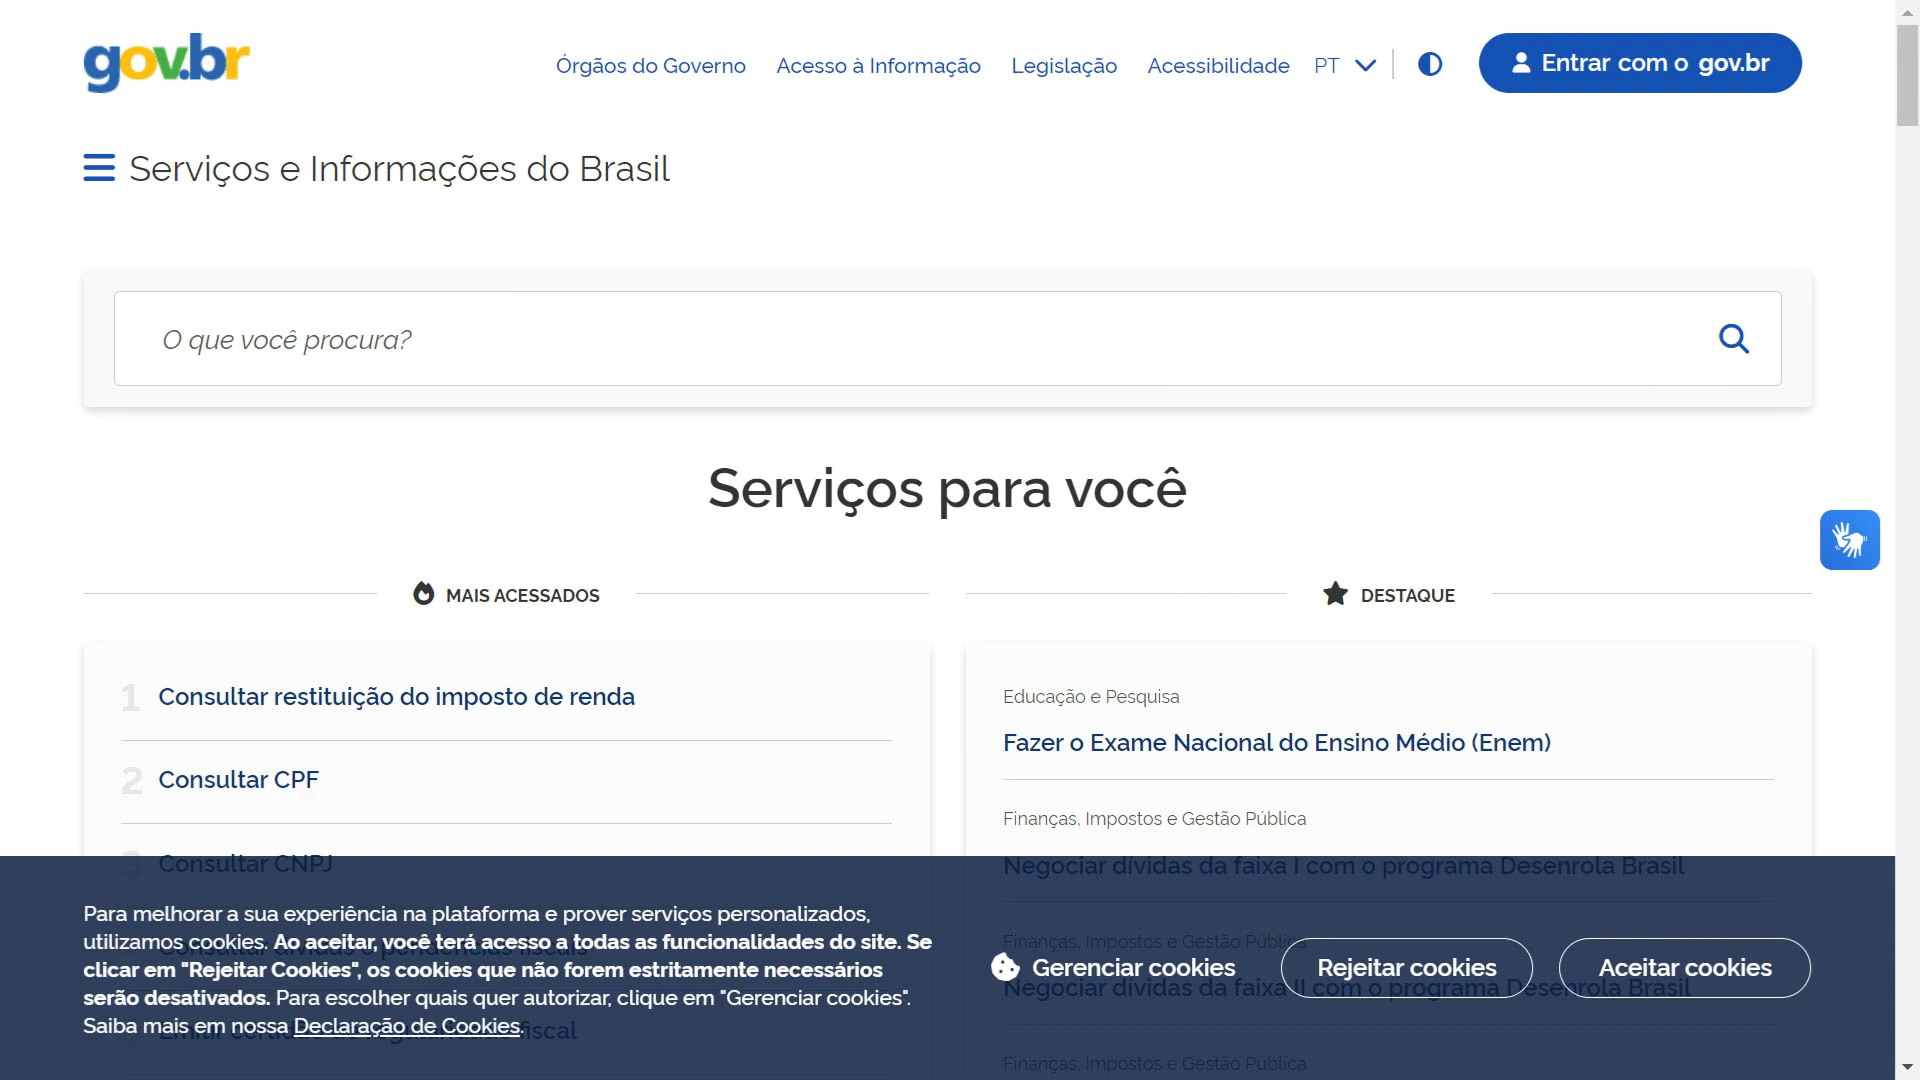 gov.br
Órgãos do Governo
Acesso à Informação
Legislação
Acessibilidade
PT
Entrar com o gov.br
Serviços e Informações do Brasil
O que você procura?
Serviços para você
MAIS ACESSADOS
DESTAQUE
1 Consultar restituição do imposto de renda
2 Consultar CPF
3 Consultar CNPJ
Educação e Pesquisa
Fazer o Exame Nacional do Ensino Médio (Enem)
Finanças, Impostos e Gestão Pública
Negociar dívidas da faixa I com o programa Desenrola Brasil
Finanças, Impostos e Gestão Pública
Negociar dívidas da faixa II com o programa Desenrola Brasil
Finanças, Impostos e Gestão Pública
Para melhorar a sua experiência na plataforma e prover serviços personalizados,
utilizamos cookies. Ao aceitar, você terá acesso a todas as funcionalidades do site. Se
clicar em "Rejeitar Cookies", os cookies que não forem estritamente necessários
serão desativados. Para escolher quais quer autorizar, clique em "Gerenciar cookies".
Saiba mais em nossa Declaração de Cookies.
fiscal
Gerenciar cookies
Rejeitar cookies
Aceitar cookies